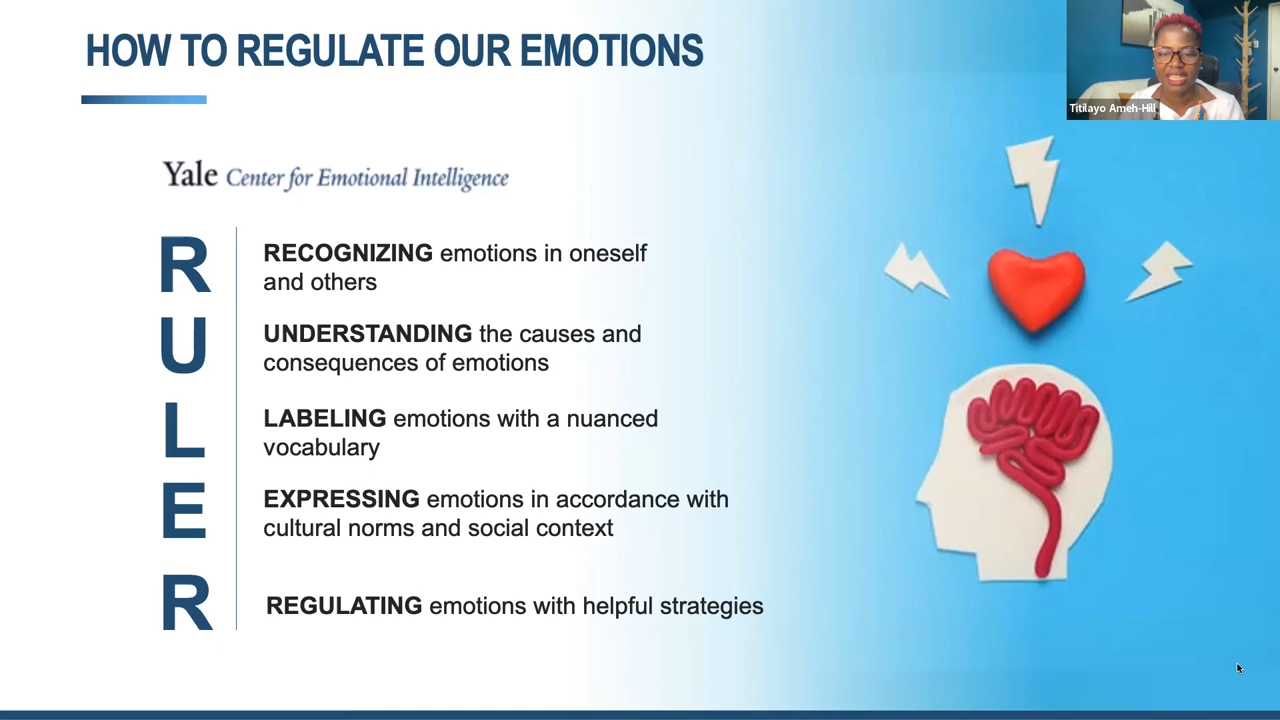 HOW TO REGULATE OUR EMOTIONS
Titilayo Ameh-Hill
Yale Center for Emotional Intelligence
R
RECOGNIZING emotions in oneself
and others
U
UNDERSTANDING the causes and
consequences of emotions
L
LABELING emotions with a nuanced
vocabulary
E
EXPRESSING emotions in accordance with
cultural norms and social context
R
REGULATING emotions with helpful strategies